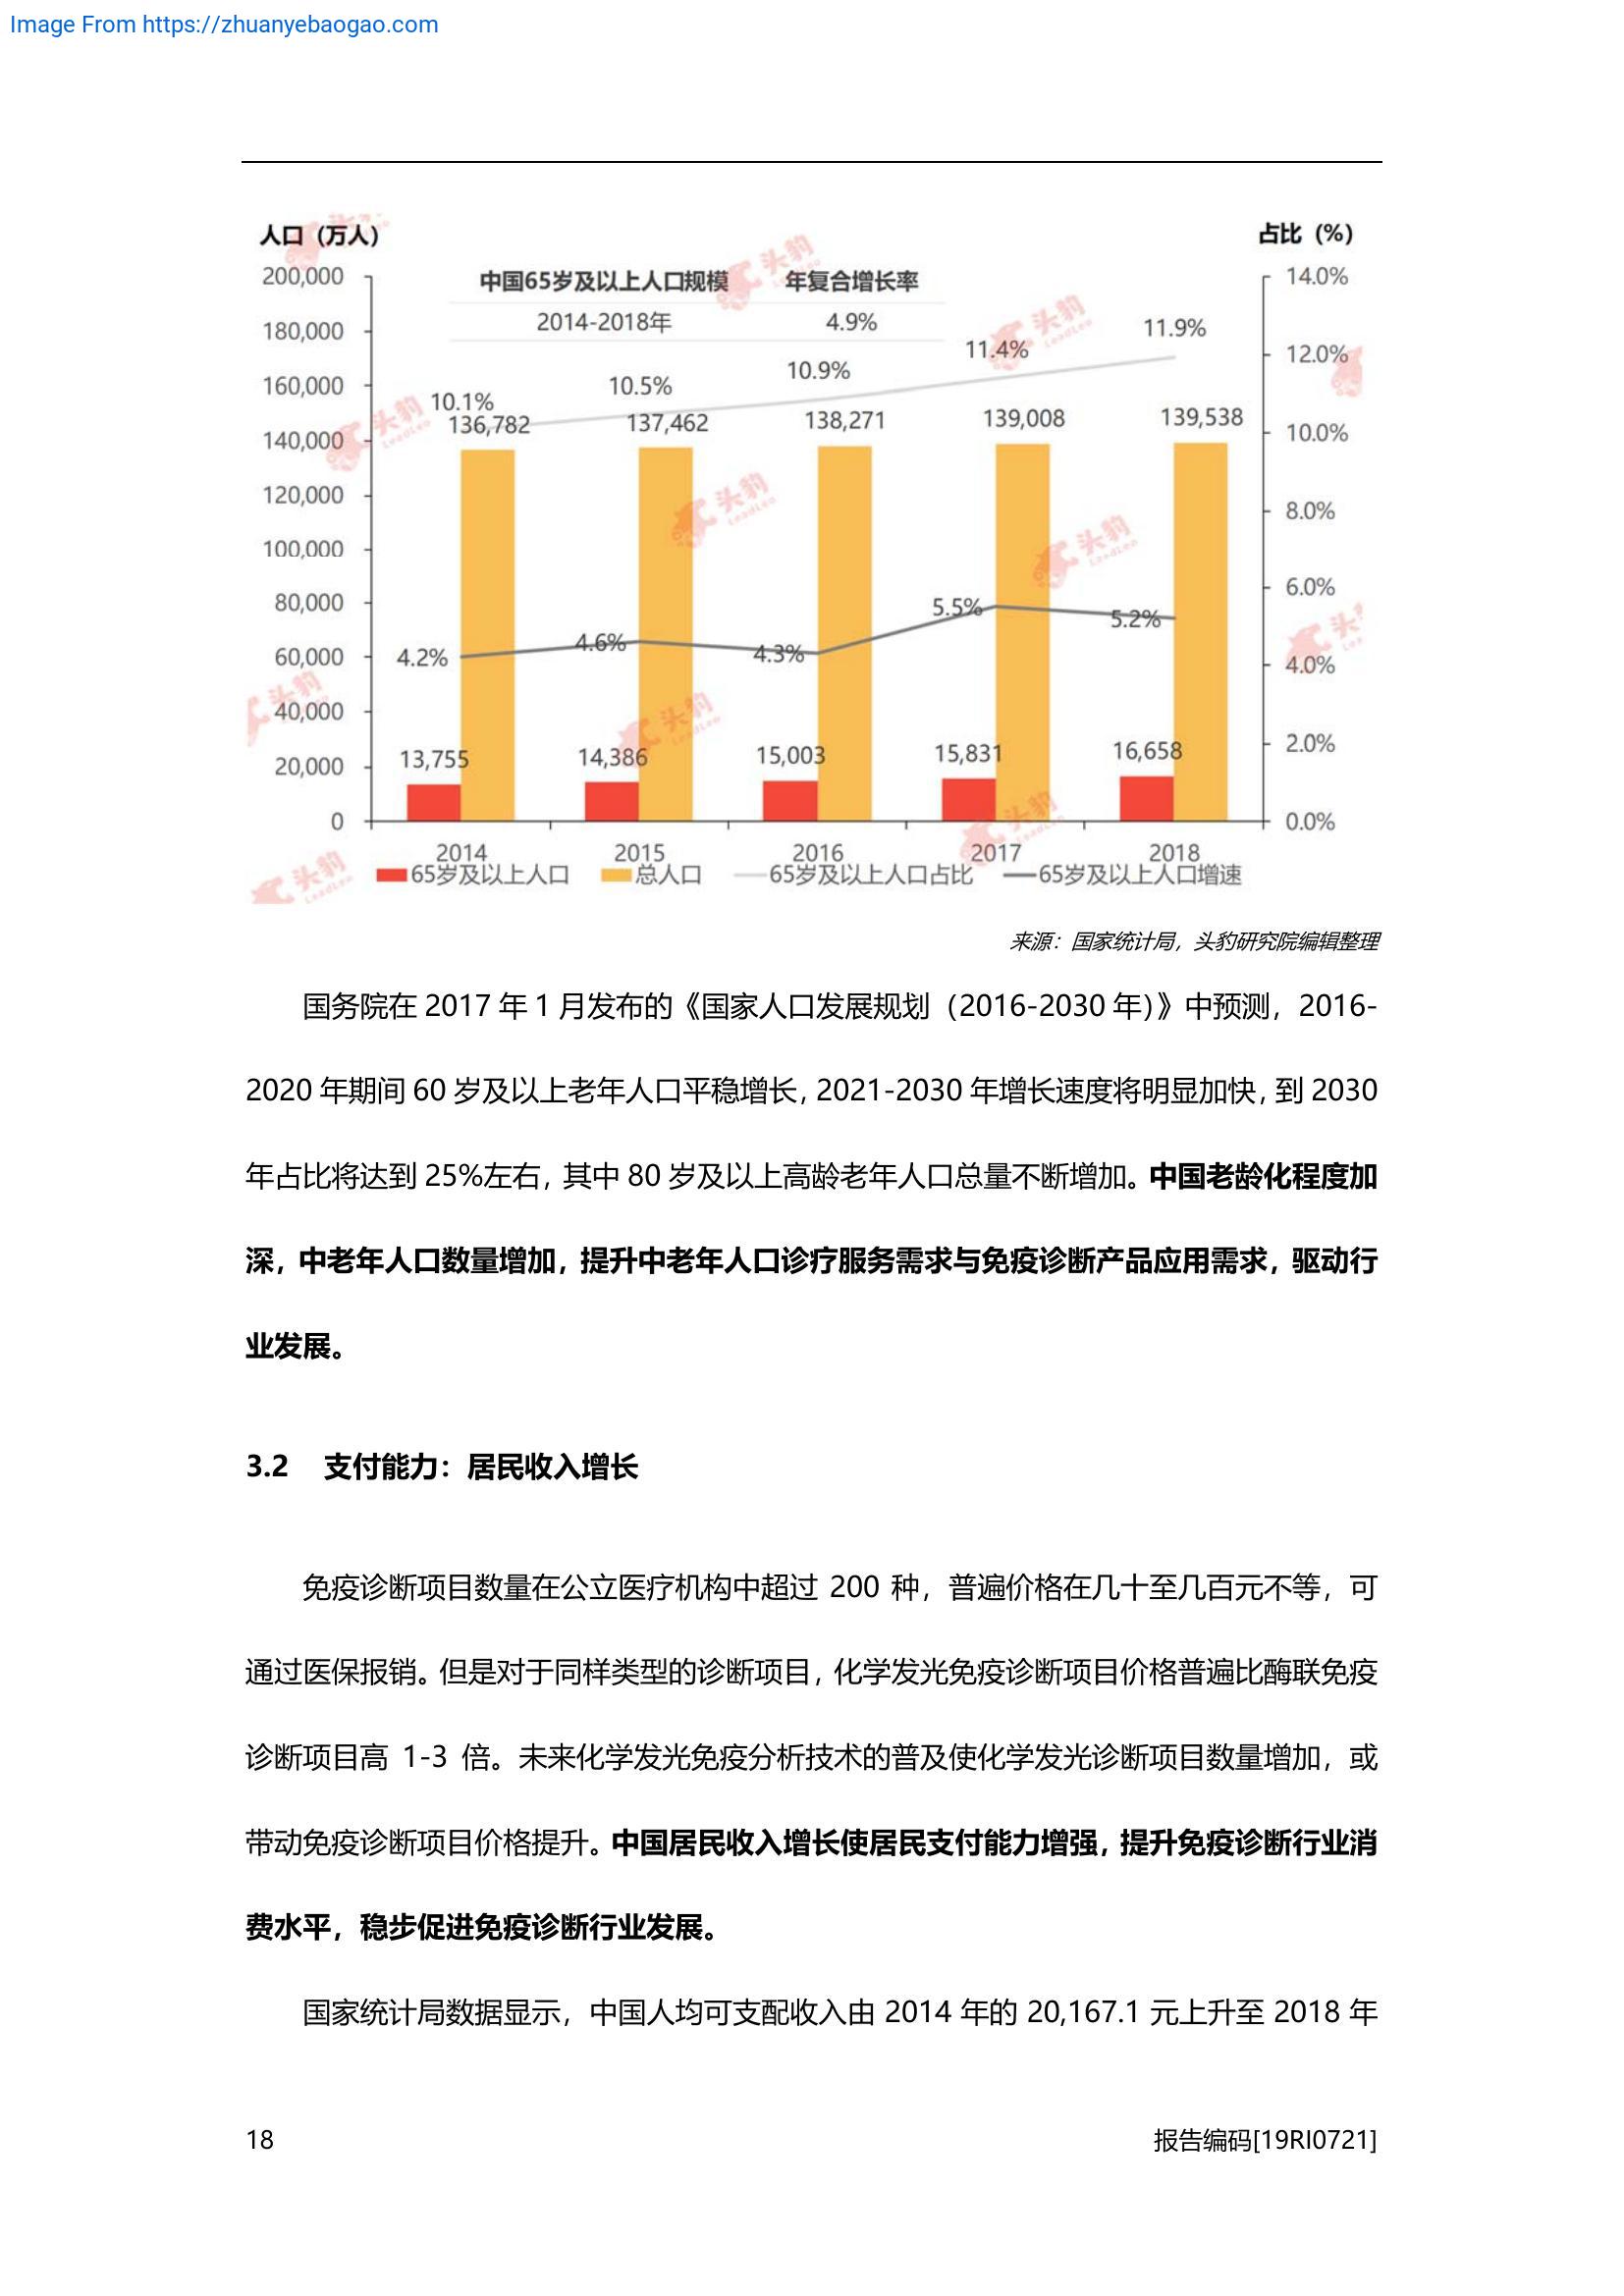 Image From https://zhuanyebaogao.com
人口（万人） 占比（%）
200,000 中国65岁及以上人口规模 年复合增长率 14.0%
180,000 2014-2018年 4.9% 11.9%
11.4% 12.0%
160,000 10.1% 10.5% 10.9%
136,782 137,462 138,271 139,008 139,538
140,000 10.0%
120,000 8.0%
100,000
80,000 5.5% 6.0%
4.6% 5.2%
60,000 4.2% 4.3% 4.0%
40,000
20,000 13,755 14,386 15,003 15,831 16,658 2.0%
0 0.0%
2014 2015 2016 2017 2018
65岁及以上人口 总人口 65岁及以上人口占比 65岁及以上人口增速
头豹
LeadLeo
来源：国家统计局，头豹研究院编辑整理
国务院在 2017 年 1 月发布的《国家人口发展规划（2016-2030 年）》中预测，2016-
2020 年期间 60 岁及以上老年人口平稳增长，2021-2030 年增长速度将明显加快，到 2030
年占比将达到 25%左右，其中 80 岁及以上高龄老年人口总量不断增加。中国老龄化程度加
深，中老年人口数量增加，提升中老年人口诊疗服务需求与免疫诊断产品应用需求，驱动行
业发展。
3.2 支付能力：居民收入增长
免疫诊断项目数量在公立医疗机构中超过 200 种，普遍价格在几十至几百元不等，可
通过医保报销。但是对于同样类型的诊断项目，化学发光免疫诊断项目价格普遍比酶联免疫
诊断项目高 1-3 倍。未来化学发光免疫分析技术的普及使化学发光诊断项目数量增加，或
带动免疫诊断项目价格提升。中国居民收入增长使居民支付能力增强，提升免疫诊断行业消
费水平，稳步促进免疫诊断行业发展。
国家统计局数据显示，中国人均可支配收入由 2014 年的 20,167.1 元上升至 2018 年
18 报告编码[19RI0721]